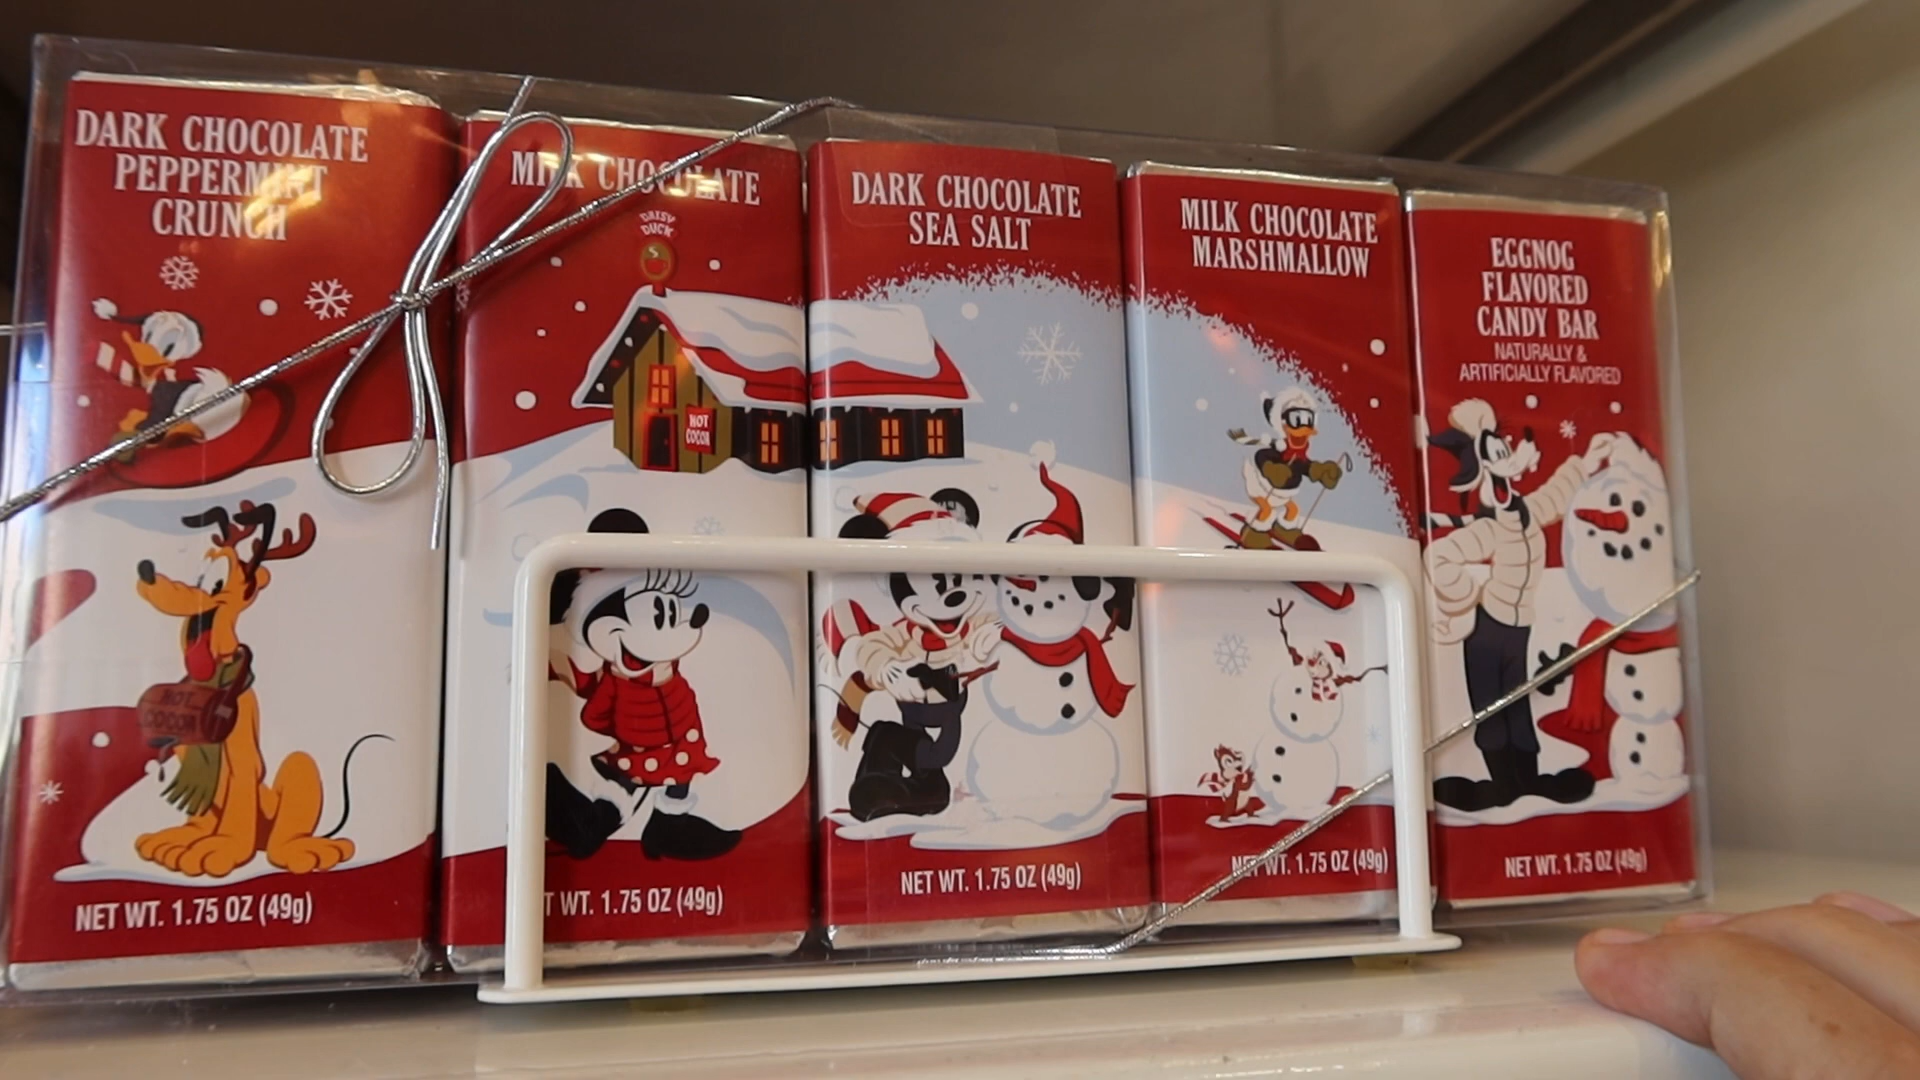 DARK CHOCOLATE
PEPPERMINT
CRUNCH
HOT
COCOA
NET WT. 1.75 OZ (49g)
MILK CHOCOLATE
DAISY
DUCK
HOT
COCOA
T WT. 1.75 OZ (49g)
DARK CHOCOLATE
SEA SALT
NET WT. 1.75 OZ (49g)
MILK CHOCOLATE
MARSHMALLOW
NET WT. 1.75 OZ (49g)
EGGNOG
FLAVORED
CANDY BAR
NATURALLY &
ARTIFICIALLY FLAVORED
NET WT. 1.75 OZ (49g)